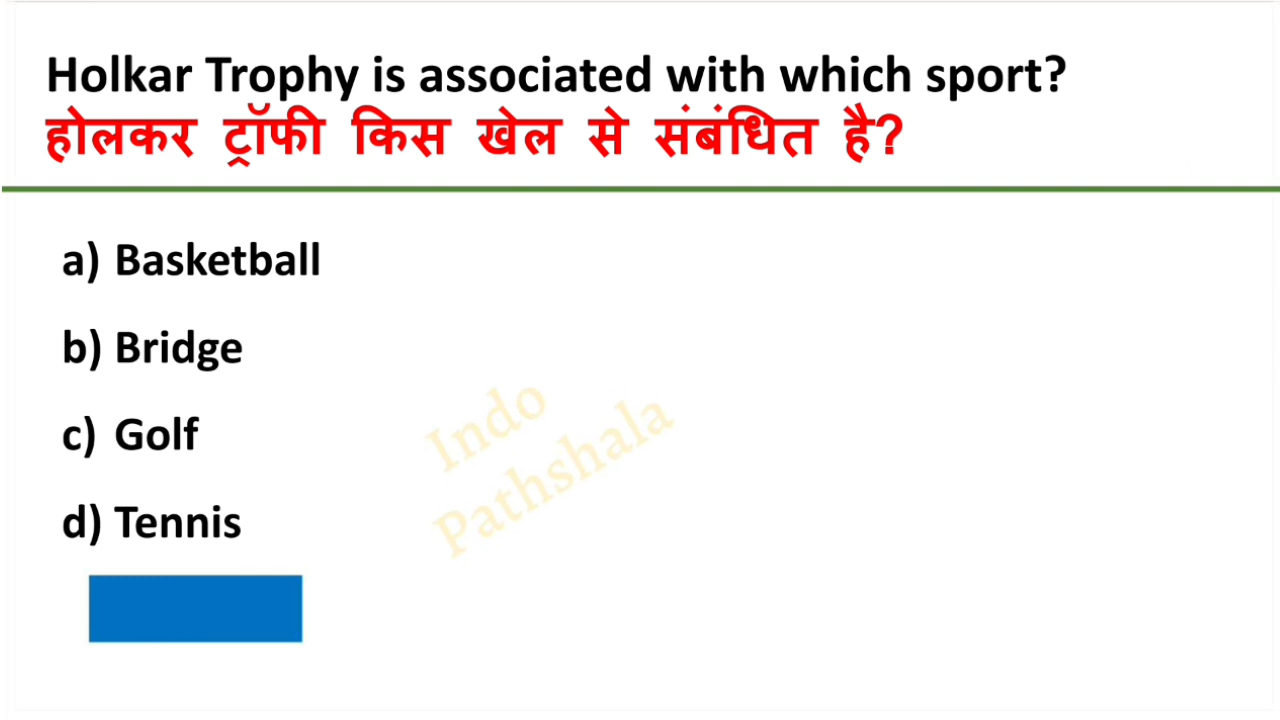 Holkar Trophy is associated with which sport?
होलकर ट्रॉफी किस खेल से संबंधित है?
a) Basketball
b) Bridge
c) Golf
d) Tennis
Indo
Pathshala